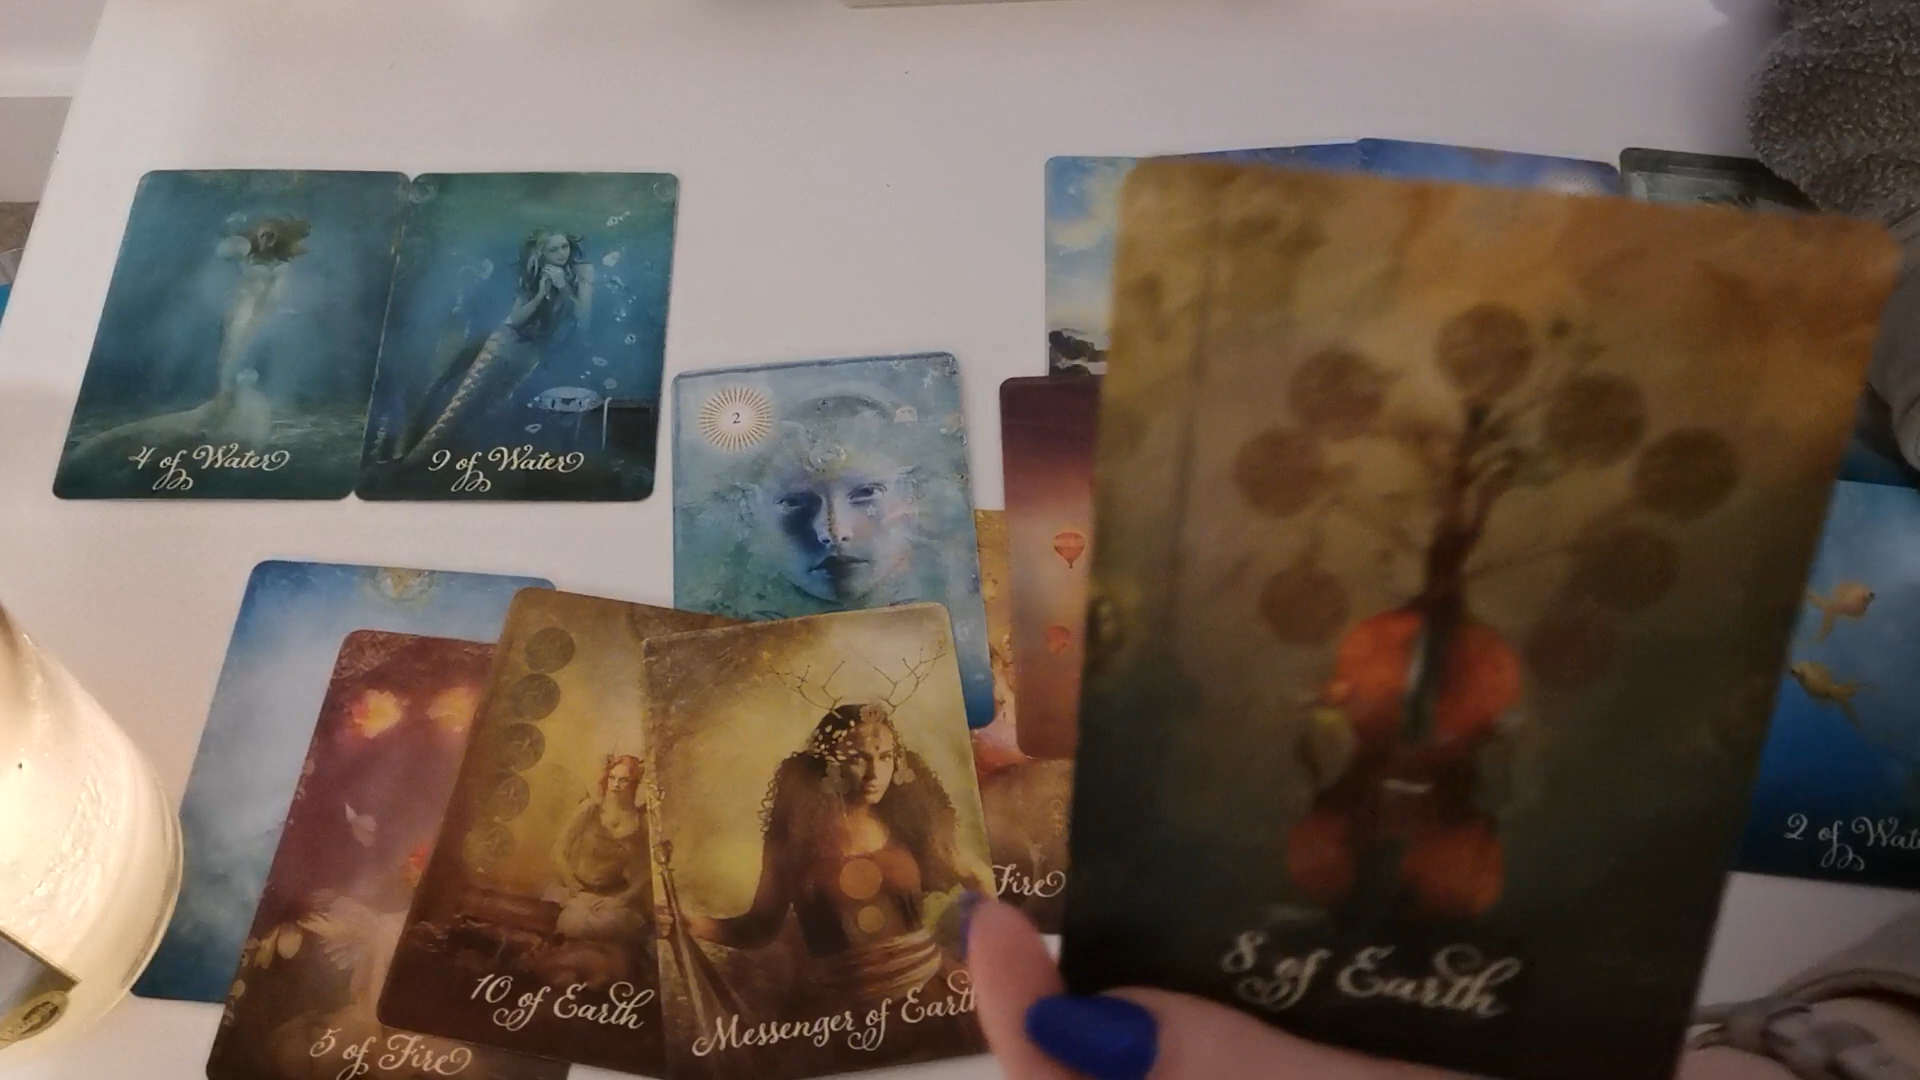 4 of Water
9 of Water
2
Fire
2 of Wat
8 of Earth
10 of Earth
Messenger of Earth
5 of Fire